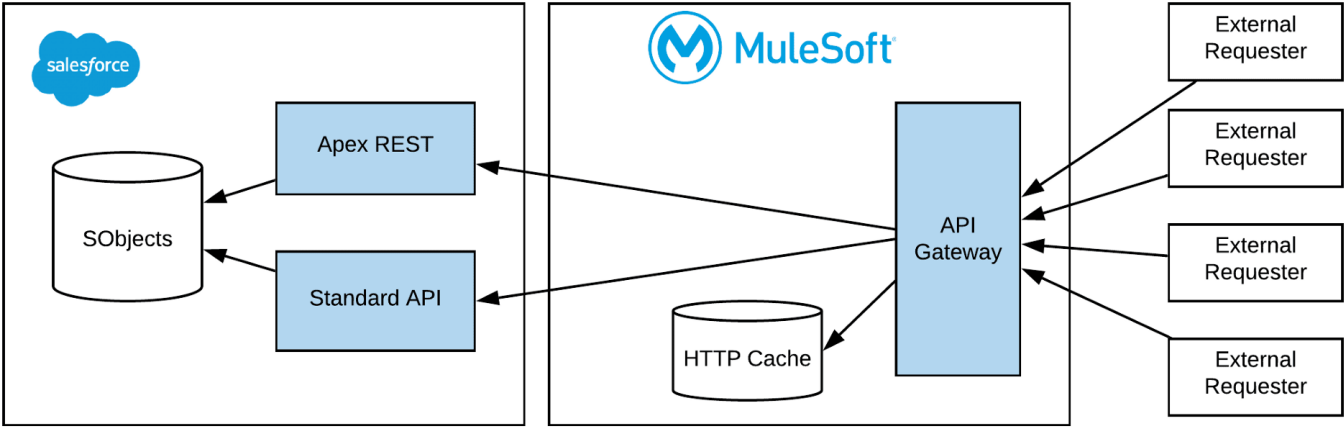 salesforce
Apex REST
SObjects
Standard API
MuleSoft
API
Gateway
HTTP Cache
External
Requester
External
Requester
External
Requester
External
Requester